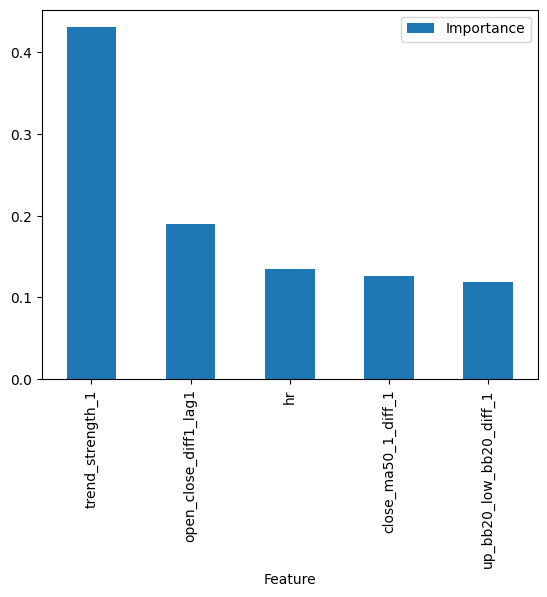 Importance
0.4
0.3
0.2
0.1
0.0
trend_strength_1
open_close_diff1_lag1
hr
close_ma50_1_diff_1
up_bb20_low_bb20_diff_1
Feature